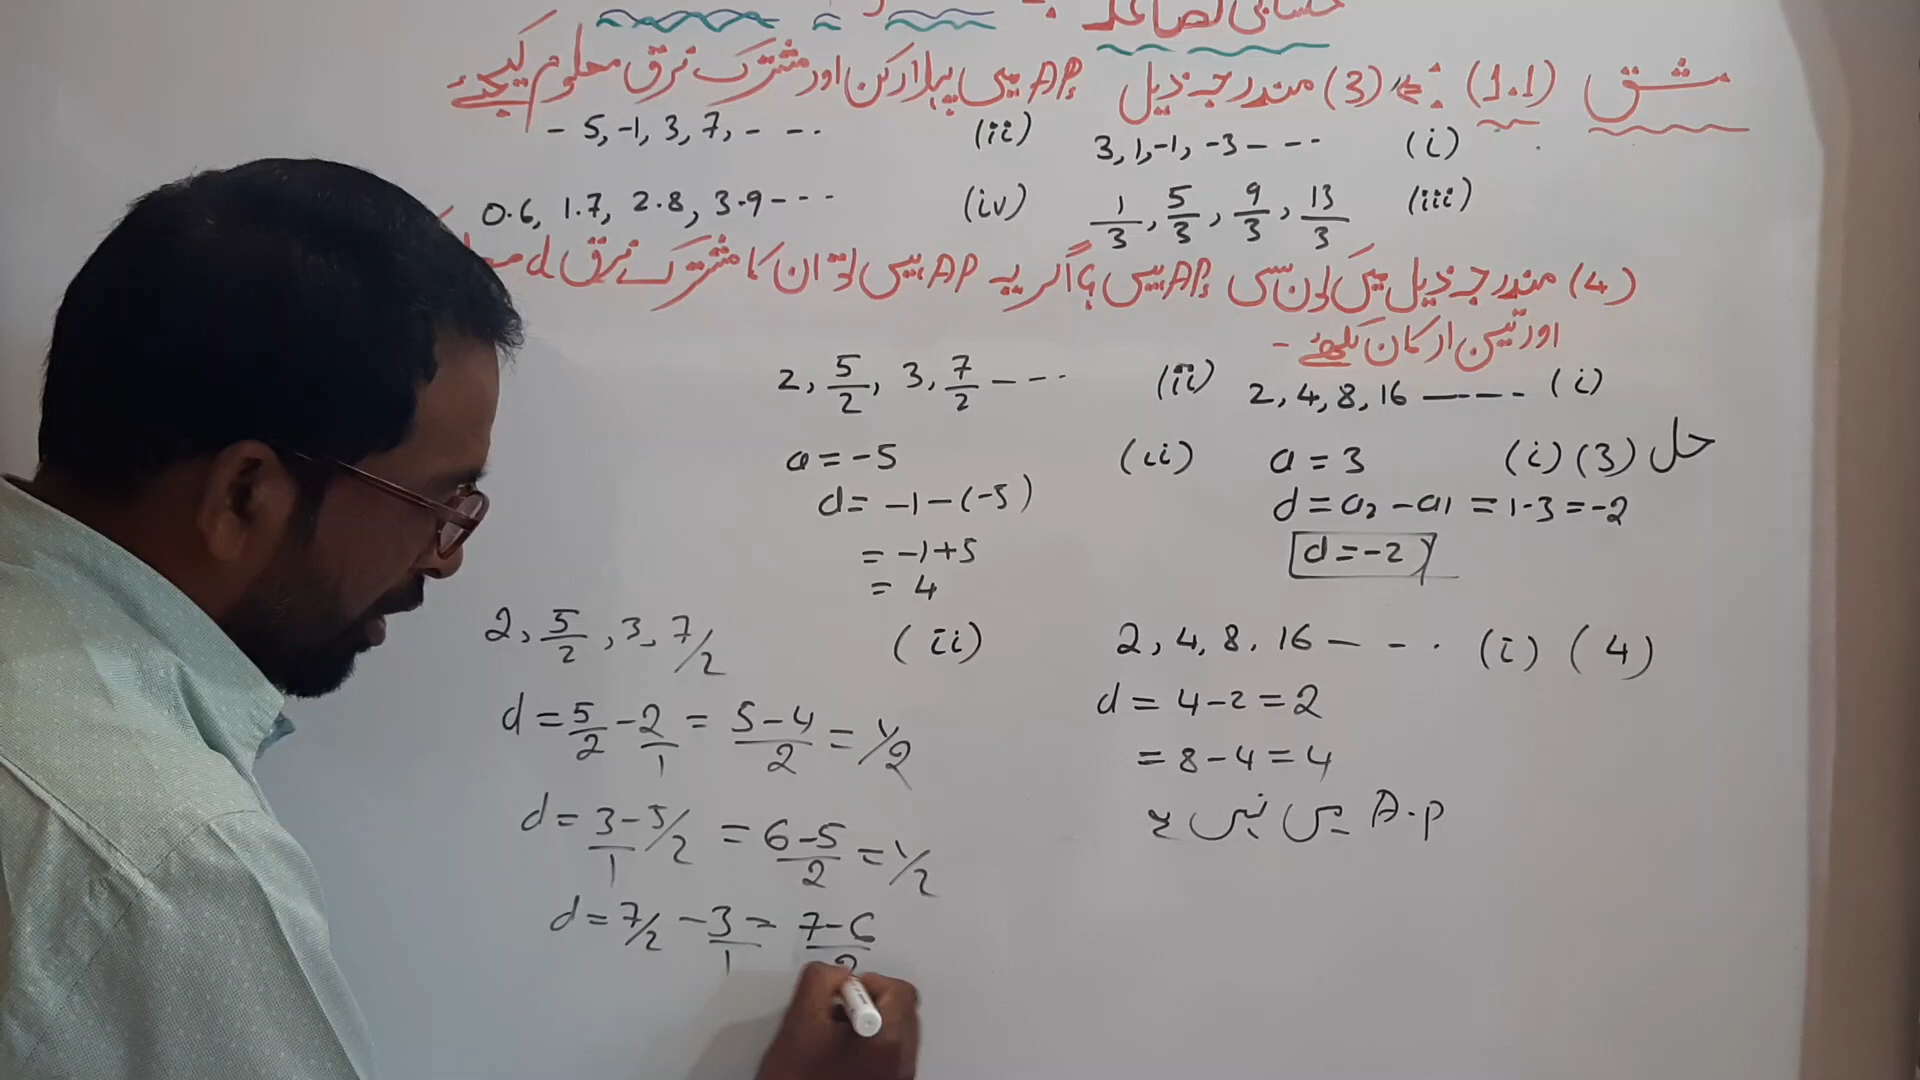 حسابی تصاعد
مشق (1.1) :⇐ (3) مندرجہ ذیل APs میں پہلا رکن اور مشترک فرق معلوم کیجئے
(i) 3, 1, -1, -3 - - - (ii) - 5, -1, 3, 7, - - - .
(iii) 1/3, 5/3, 9/3, 13/3 (iv) 0.6, 1.7, 2.8, 3.9 - - -
(4) مندرجہ ذیل میں کون سی APs ہیں ؟ اگر یہ AP ہیں تو ان کا مشترک فرق d
اور تین ارکان لکھئے -
(i) 2, 4, 8, 16 - - - - (ii) 2, 5/2, 3, 7/2 - - -
حل (3) (i) a = 3 (ii) a = -5
d = a2 - a1 = 1-3 = -2 d = -1 - (-5)
d = -2 = -1+5
= 4
(4) (i) 2, 4, 8, 16 - - . (ii) 2, 5/2, 3, 7/2
d = 4 - 2 = 2 d = 5/2 - 2/1 = 5-4/2 = 1/2
= 8 - 4 = 4 d = 3/1 - 5/2 = 6-5/2 = 1/2
A.P میں نہیں ہے d = 7/2 - 3/1 = 7-6/2